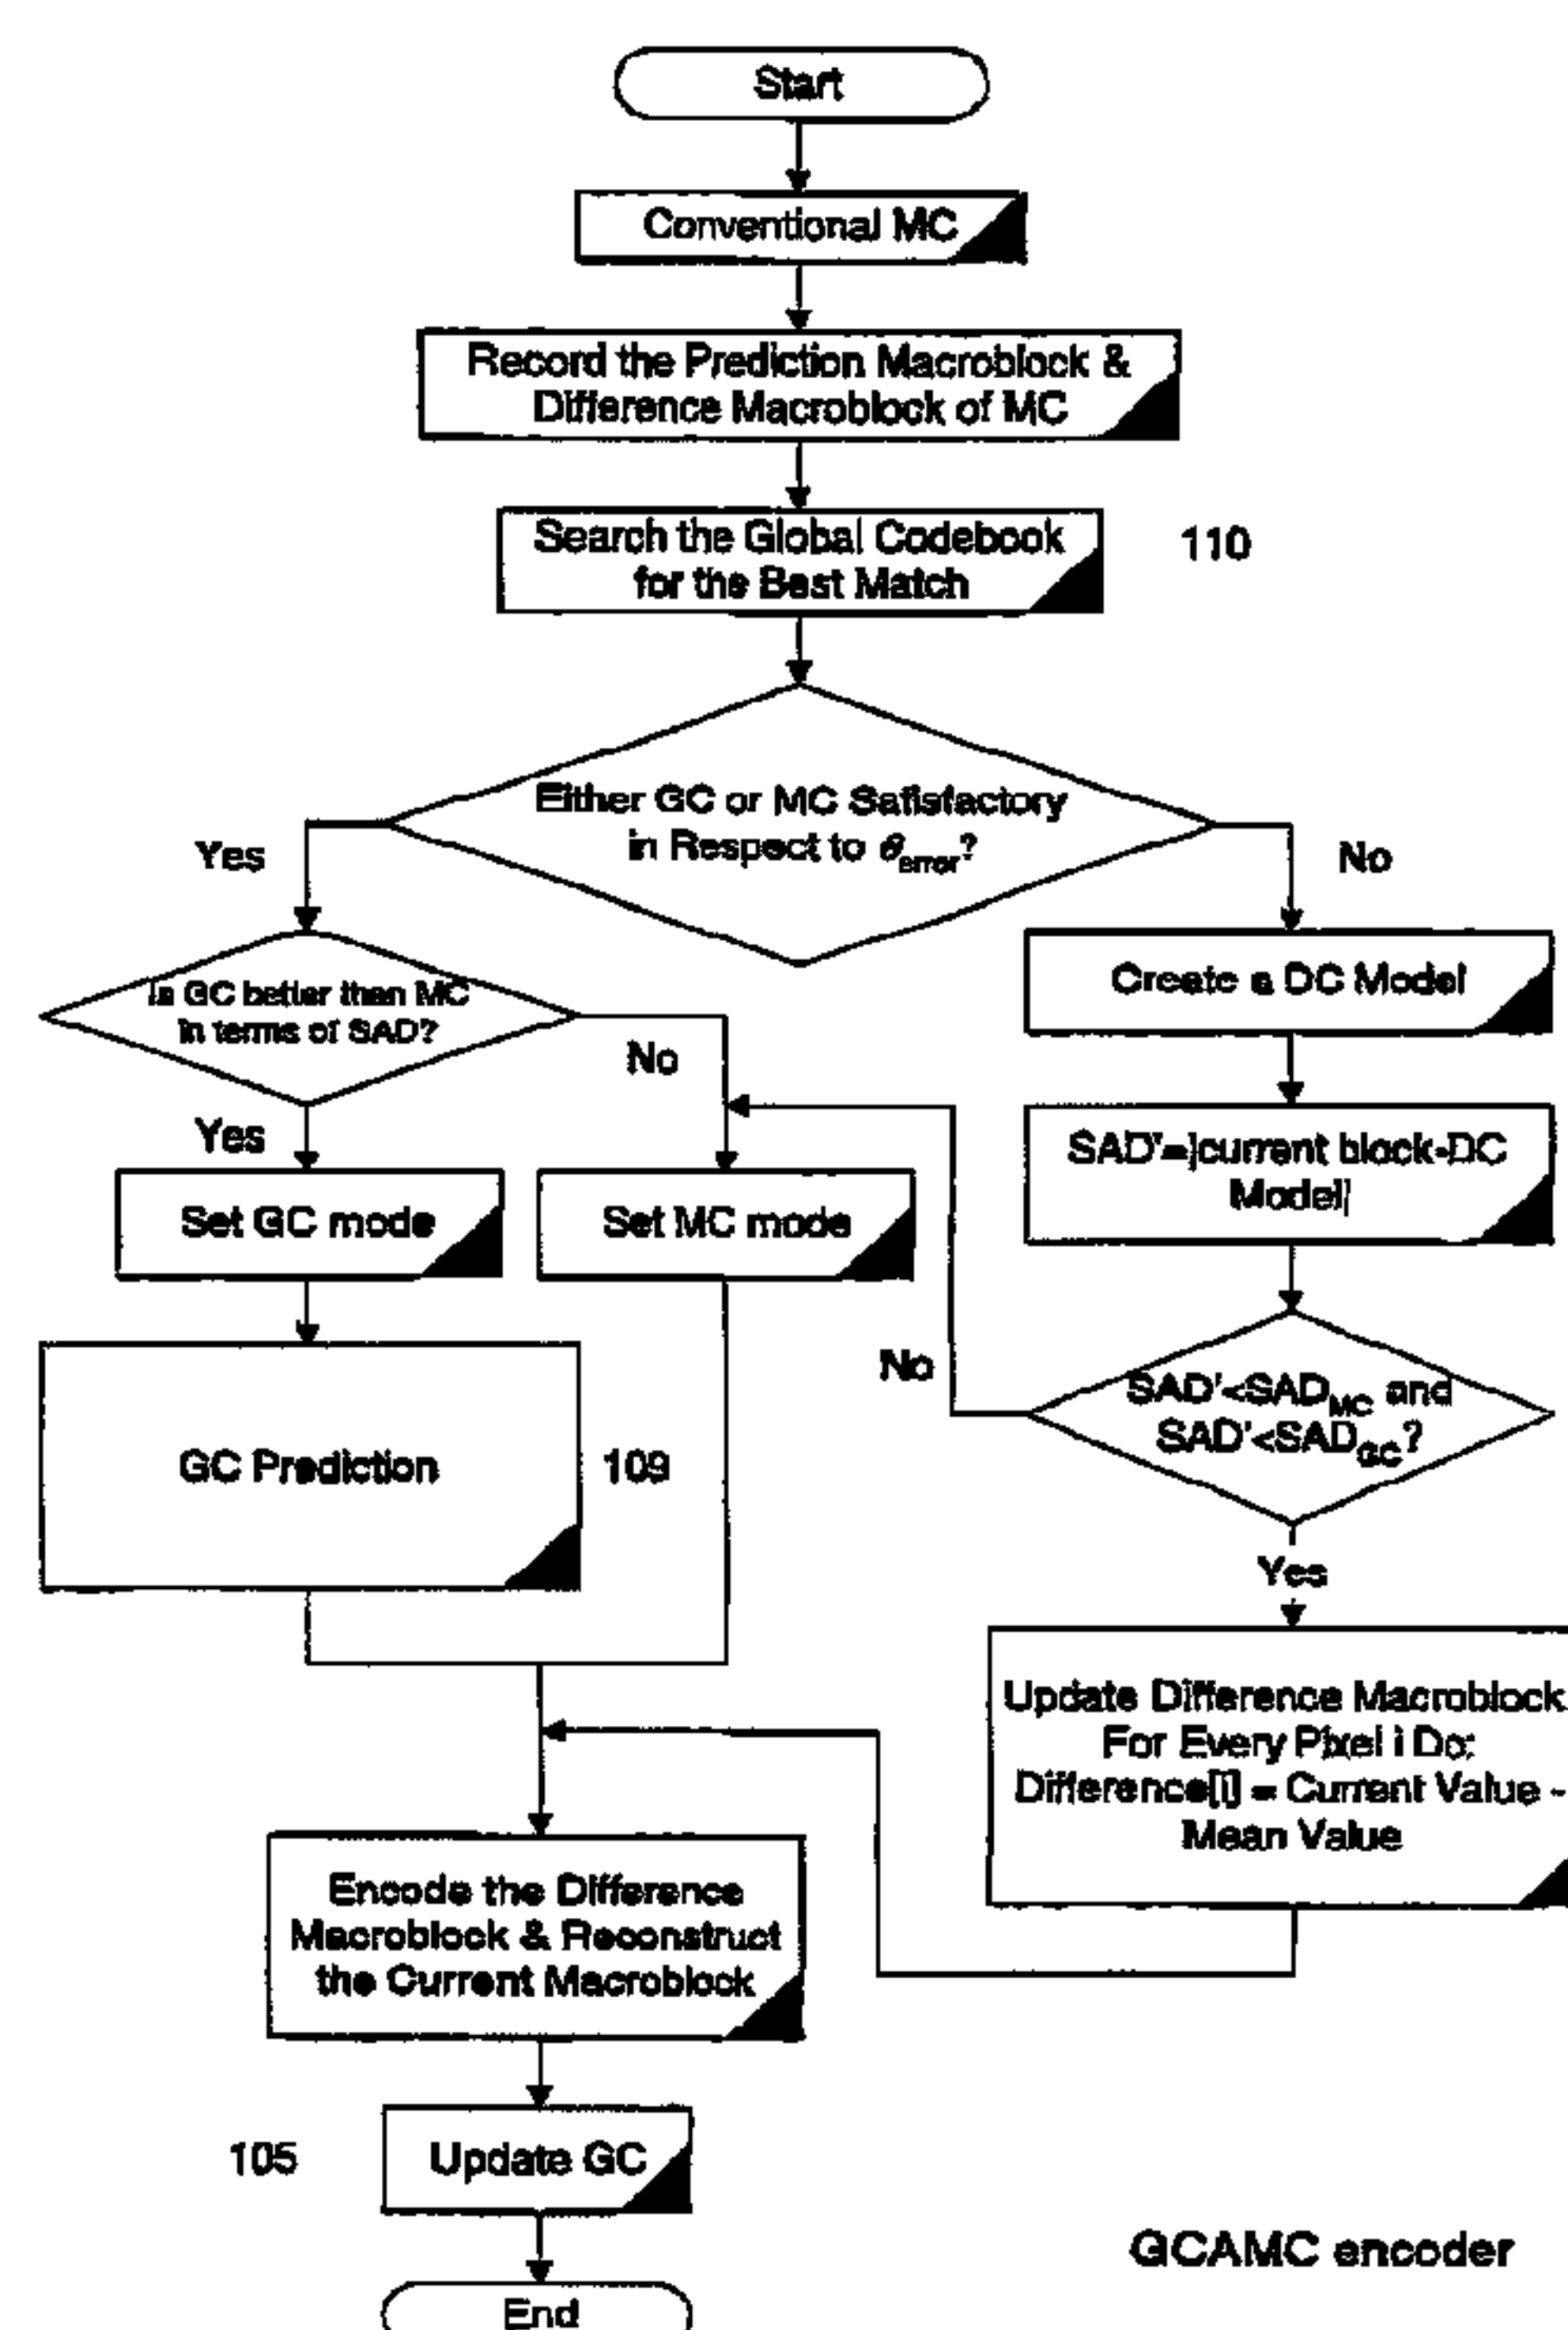 Start
Conventional MC
Record the Prediction Macroblock &
Difference Macroblock of MC
Search the Global Codebook
for the Best Match
110
Either GC or MC Satisfactory
in Respect to θerror?
Yes
No
Is GC better than MC
in terms of SAD?
Create a DC Model
No
Yes
SAD'=|current block-DC
Model|
Set GC mode
Set MC mode
No
SAD'<SADMC and
SAD'<SADGC?
GC Prediction
109
Yes
Update Difference Macroblock
For Every Pixel i Do:
Difference[i] = Current Value -
Mean Value
Encode the Difference
Macroblock & Reconstruct
the Current Macroblock
105
Update GC
GCAMC encoder
End